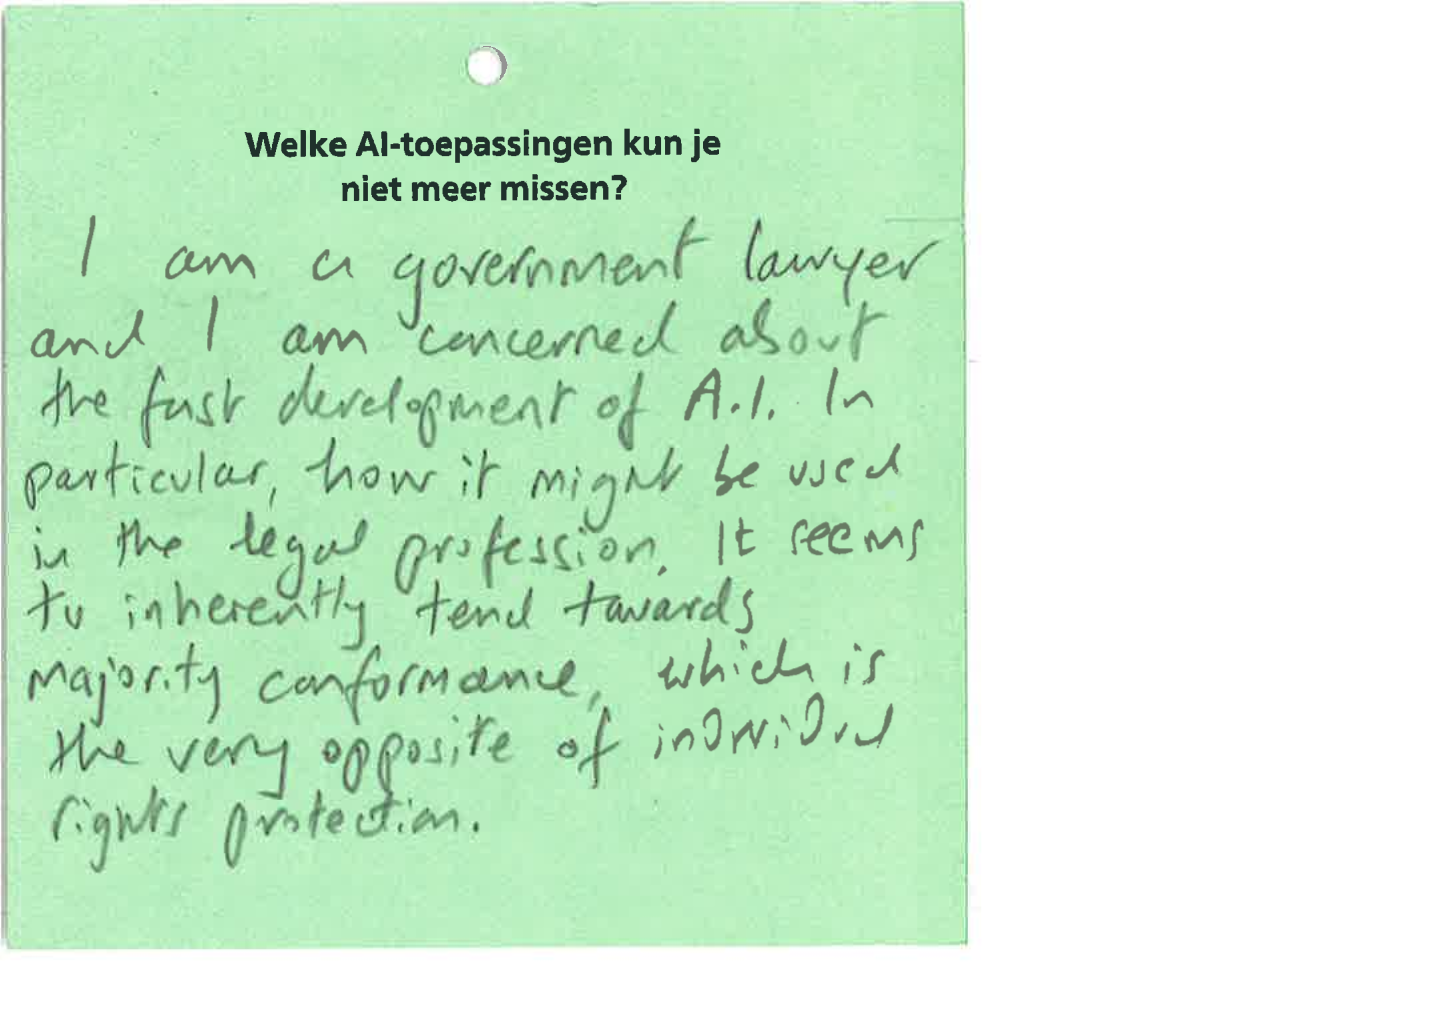 Welke AI-toepassingen kun je
niet meer missen?
I am a government lawyer
and I am concerned about
the fast development of A.I. In
particular, how it might be used
in the legal profession. It seems
to inherently tend towards
majority conformance, which is
the very opposite of individual
rights protection.